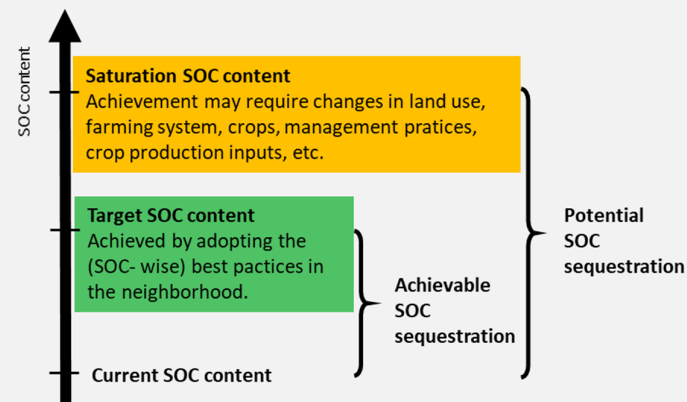 SOC content
Saturation SOC content
Achievement may require changes in land use,
farming system, crops, management pratices,
crop production inputs, etc.
Target SOC content
Achieved by adopting the
(SOC- wise) best pactices in
the neighborhood.
Potential
SOC
sequestration
Achievable
SOC
sequestration
Current SOC content